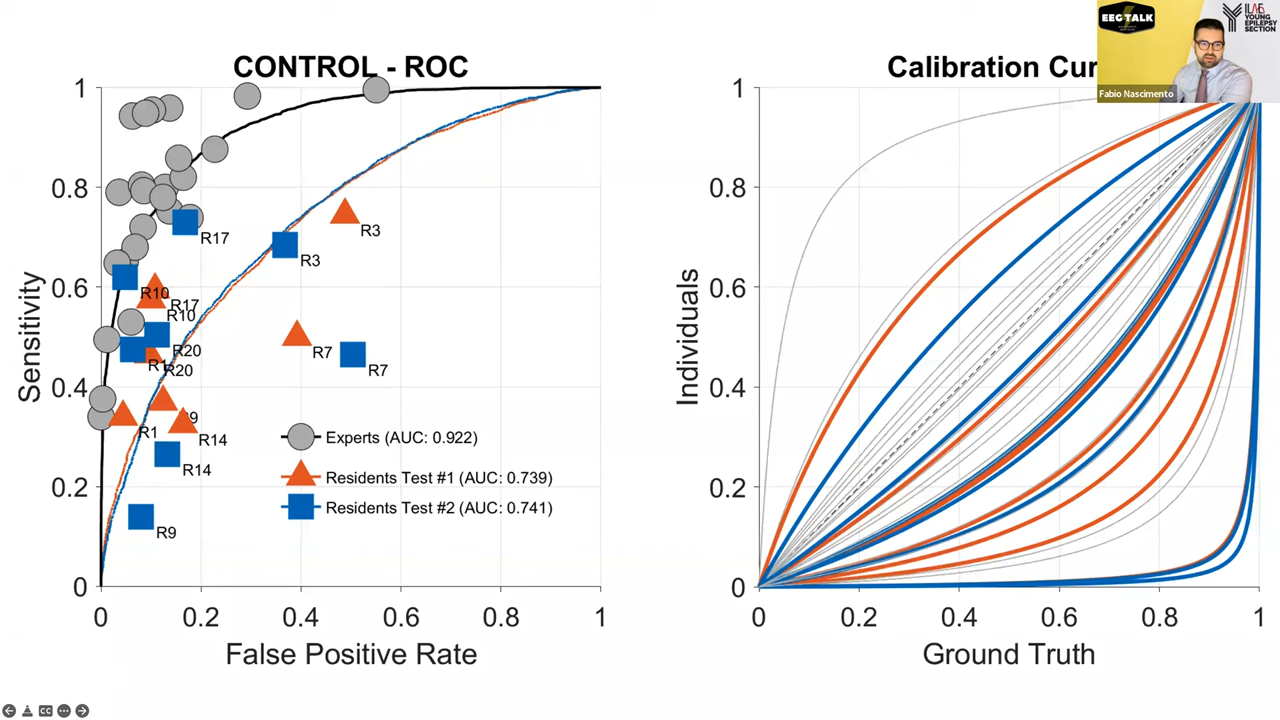 CONTROL - ROC
1
0.8
0.6
0.4
0.2
0
0
0.2
0.4
0.6
0.8
1
Sensitivity
False Positive Rate
R17
R3
R3
R10
R17
R10
R20
R1
R20
R7
R7
R1
9
R14
R14
R9
Experts (AUC: 0.922)
Residents Test #1 (AUC: 0.739)
Residents Test #2 (AUC: 0.741)
Calibration Cur
1
0.8
0.6
0.4
0.2
0
0
0.2
0.4
0.6
0.8
1
Individuals
Ground Truth
EEG TALK
ILAE
YOUNG
EPILEPSY
SECTION
Fabio Nascimento
CC